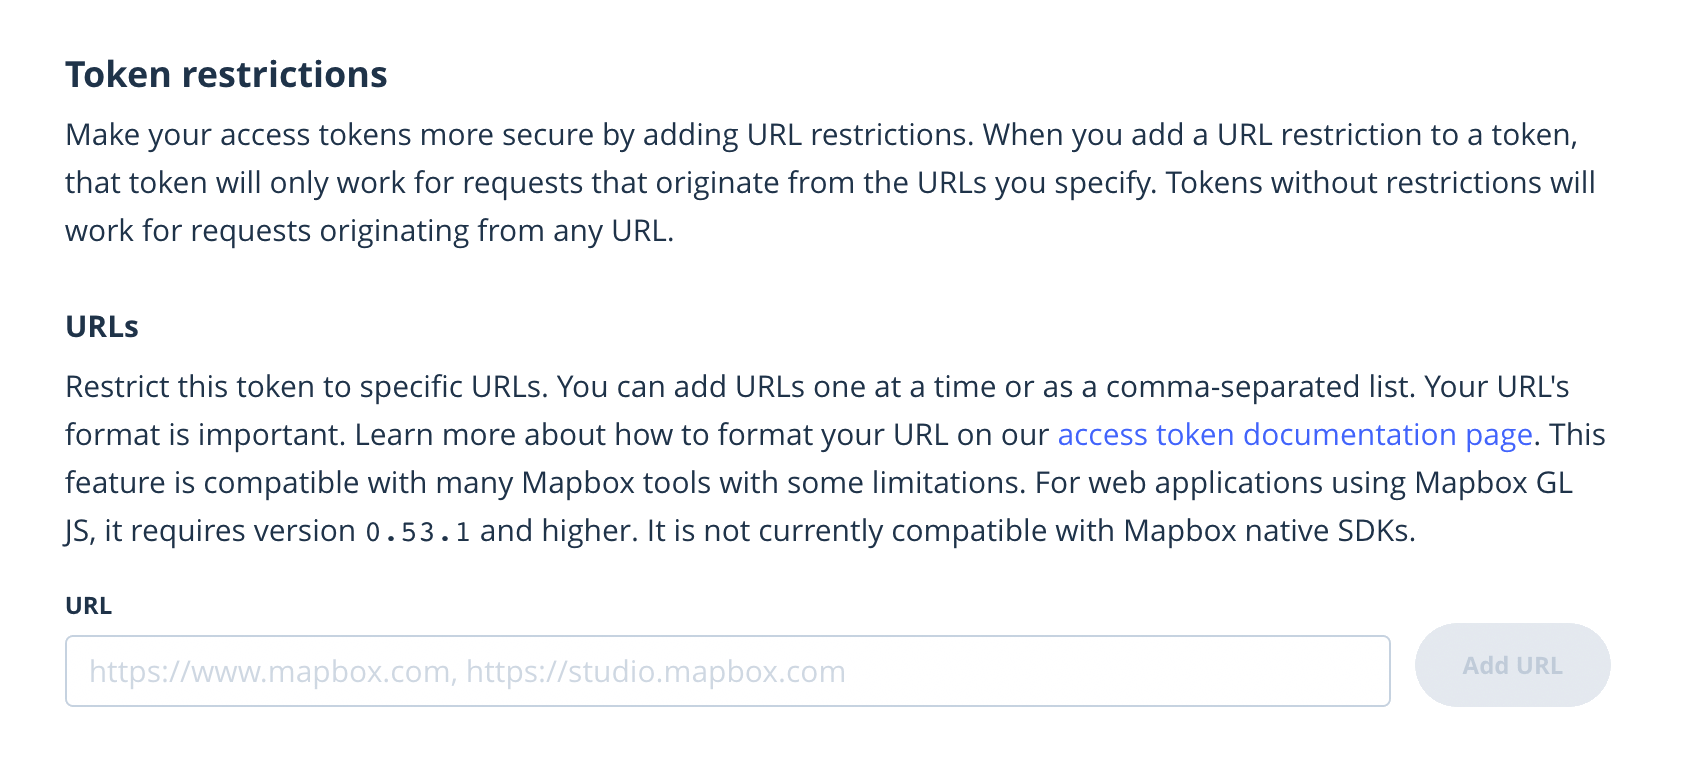 Token restrictions
Make your access tokens more secure by adding URL restrictions. When you add a URL restriction to a token,
that token will only work for requests that originate from the URLs you specify. Tokens without restrictions will
work for requests originating from any URL.
URLs
Restrict this token to specific URLs. You can add URLs one at a time or as a comma-separated list. Your URL's
format is important. Learn more about how to format your URL on our access token documentation page. This
feature is compatible with many Mapbox tools with some limitations. For web applications using Mapbox GL
JS, it requires version 0.53.1 and higher. It is not currently compatible with Mapbox native SDKs.
URL
https://www.mapbox.com, https://studio.mapbox.com
Add URL